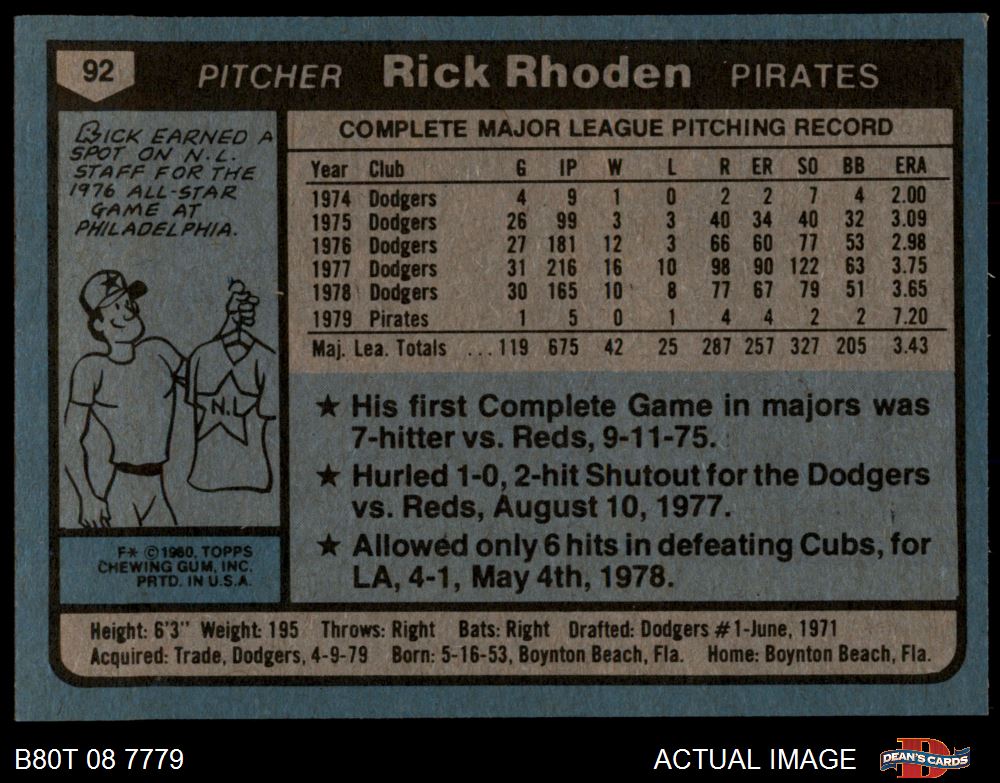 92 PITCHER Rick Rhoden PIRATES
RICK EARNED A
SPOT ON N.L.
STAFF FOR THE
1976 ALL-STAR
GAME AT
PHILADELPHIA.
N.L.
F* © 1980, TOPPS
CHEWING GUM, INC.
PRTD. IN U.S.A.
COMPLETE MAJOR LEAGUE PITCHING RECORD
Year Club G IP W L R ER SO BB ERA
1974 Dodgers 4 9 1 0 2 2 7 4 2.00
1975 Dodgers 26 99 3 3 40 34 40 32 3.09
1976 Dodgers 27 181 12 3 66 60 77 53 2.98
1977 Dodgers 31 216 16 10 98 90 122 63 3.75
1978 Dodgers 30 165 10 8 77 67 79 51 3.65
1979 Pirates 1 5 0 1 4 4 2 2 7.20
Maj. Lea. Totals ...119 675 42 25 287 257 327 205 3.43
★ His first Complete Game in majors was
7-hitter vs. Reds, 9-11-75.
★ Hurled 1-0, 2-hit Shutout for the Dodgers
vs. Reds, August 10, 1977.
★ Allowed only 6 hits in defeating Cubs, for
LA, 4-1, May 4th, 1978.
Height: 6'3" Weight: 195 Throws: Right Bats: Right Drafted: Dodgers #1-June, 1971
Acquired: Trade, Dodgers, 4-9-79 Born: 5-16-53, Boynton Beach, Fla. Home: Boynton Beach, Fla.
B80T 08 7779 ACTUAL IMAGE DEAN'S CARDS